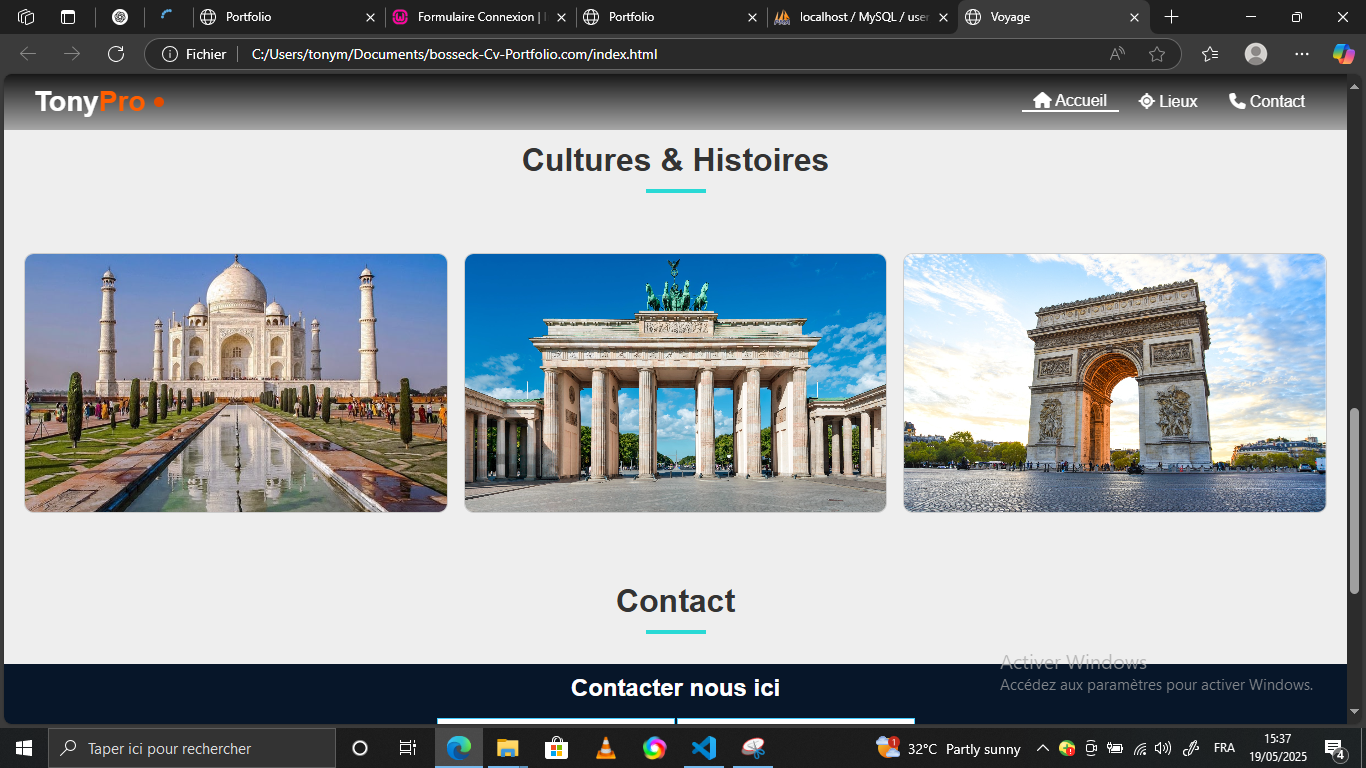 Portfolio
Formulaire Connexion |
Portfolio
localhost / MySQL / user
Voyage
Fichier
C:/Users/tonym/Documents/bosseck-Cv-Portfolio.com/index.html
TonyPro
Accueil
Lieux
Contact
Cultures & Histoires
Contact
Contacter nous ici
Activer Windows
Accédez aux paramètres pour activer Windows.
Taper ici pour rechercher
1
32°C Partly sunny
FRA
15:37
19/05/2025
4